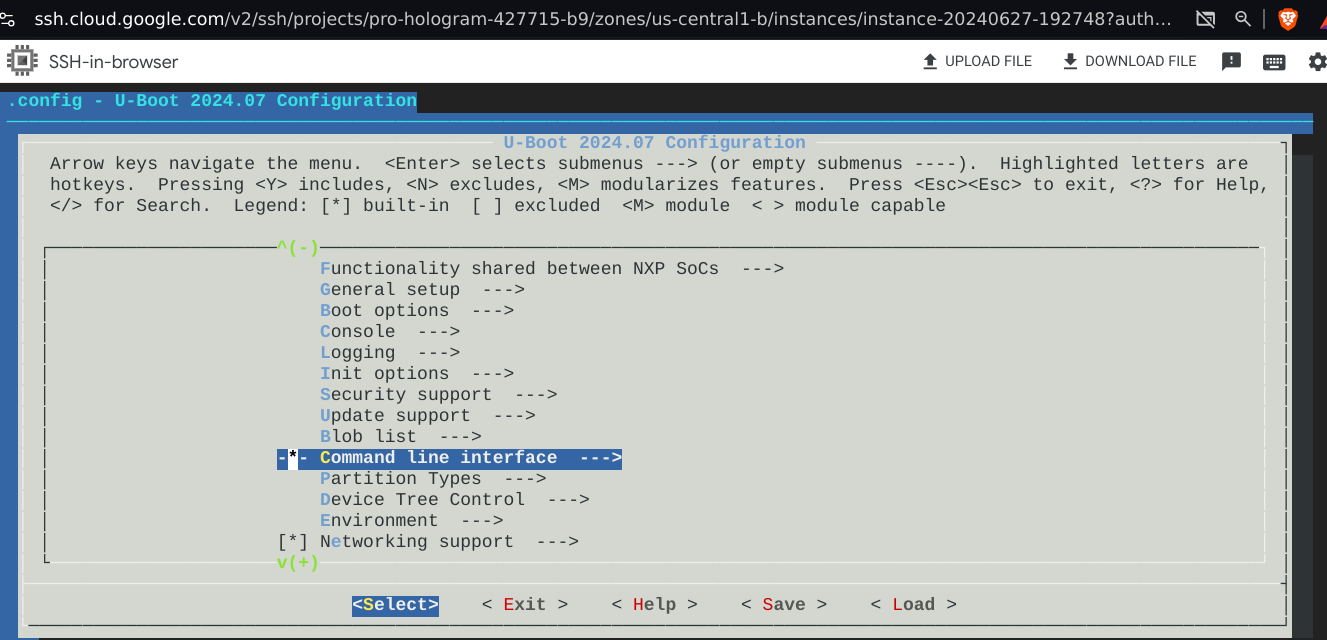 ssh.cloud.google.com/v2/ssh/projects/pro-hologram-427715-b9/zones/us-central1-b/instances/instance-20240627-192748?auth...
SSH-in-browser UPLOAD FILE DOWNLOAD FILE
.config - U-Boot 2024.07 Configuration
U-Boot 2024.07 Configuration
Arrow keys navigate the menu.  <Enter> selects submenus ---> (or empty submenus ----).  Highlighted letters are
hotkeys.  Pressing <Y> includes, <N> excludes, <M> modularizes features.  Press <Esc><Esc> to exit, <?> for Help,
</> for Search.  Legend: [*] built-in  [ ] excluded  <M> module  < > module capable
^(-)
Functionality shared between NXP SoCs  --->
General setup  --->
Boot options  --->
Console  --->
Logging  --->
Init options  --->
Security support  --->
Update support  --->
Blob list  --->
-*- Command line interface  --->
Partition Types  --->
Device Tree Control  --->
Environment  --->
[*] Networking support  --->
v(+)
<Select>    < Exit >    < Help >    < Save >    < Load >